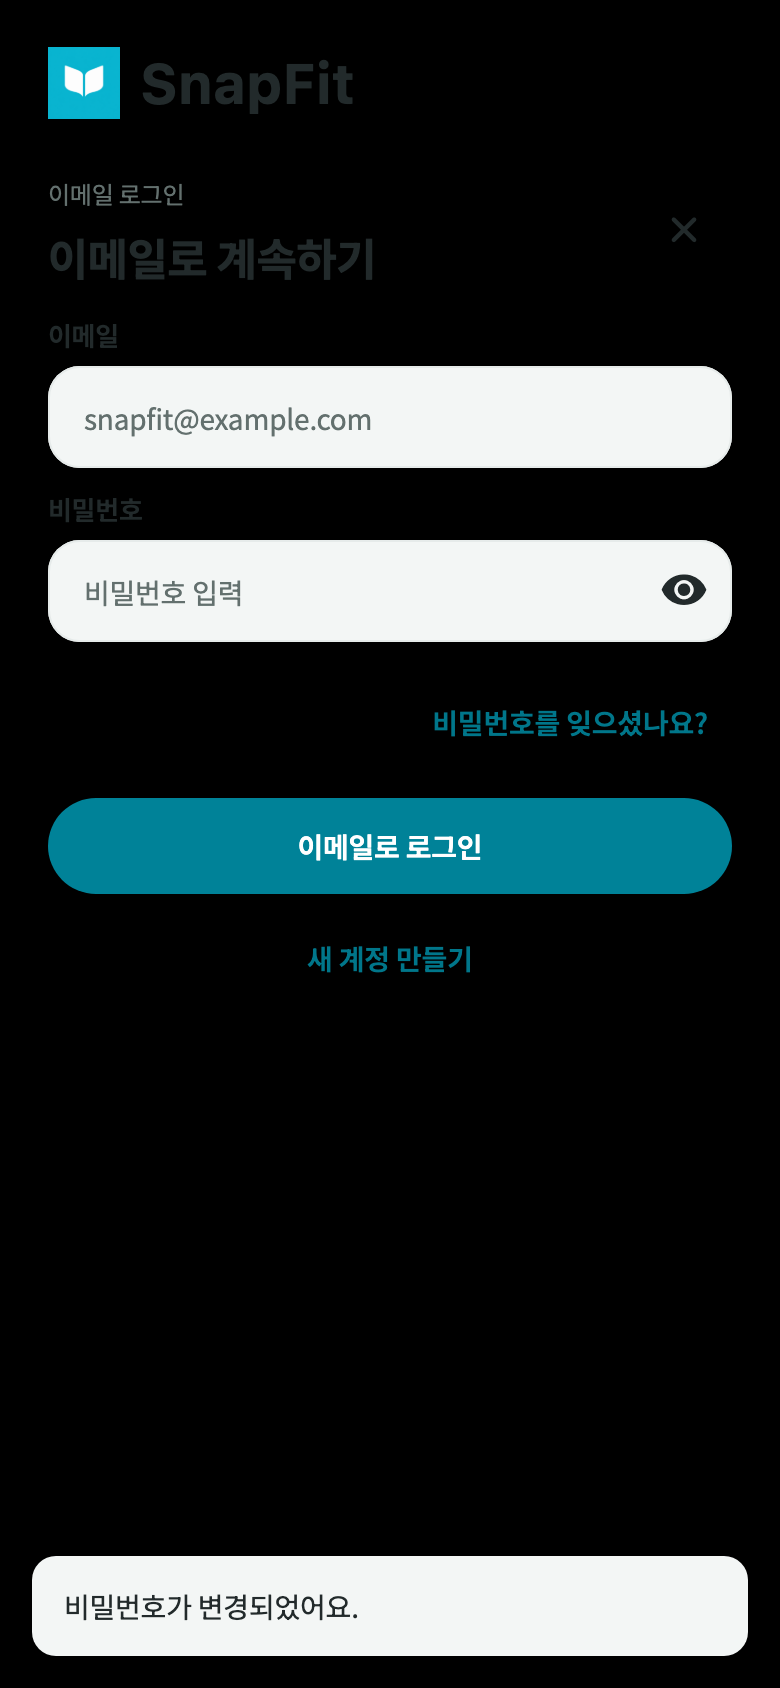 SnapFit
이메일 로그인
이메일로 계속하기
이메일
snapfit@example.com
비밀번호
비밀번호 입력
비밀번호를 잊으셨나요?
이메일로 로그인
새 계정 만들기
비밀번호가 변경되었어요.